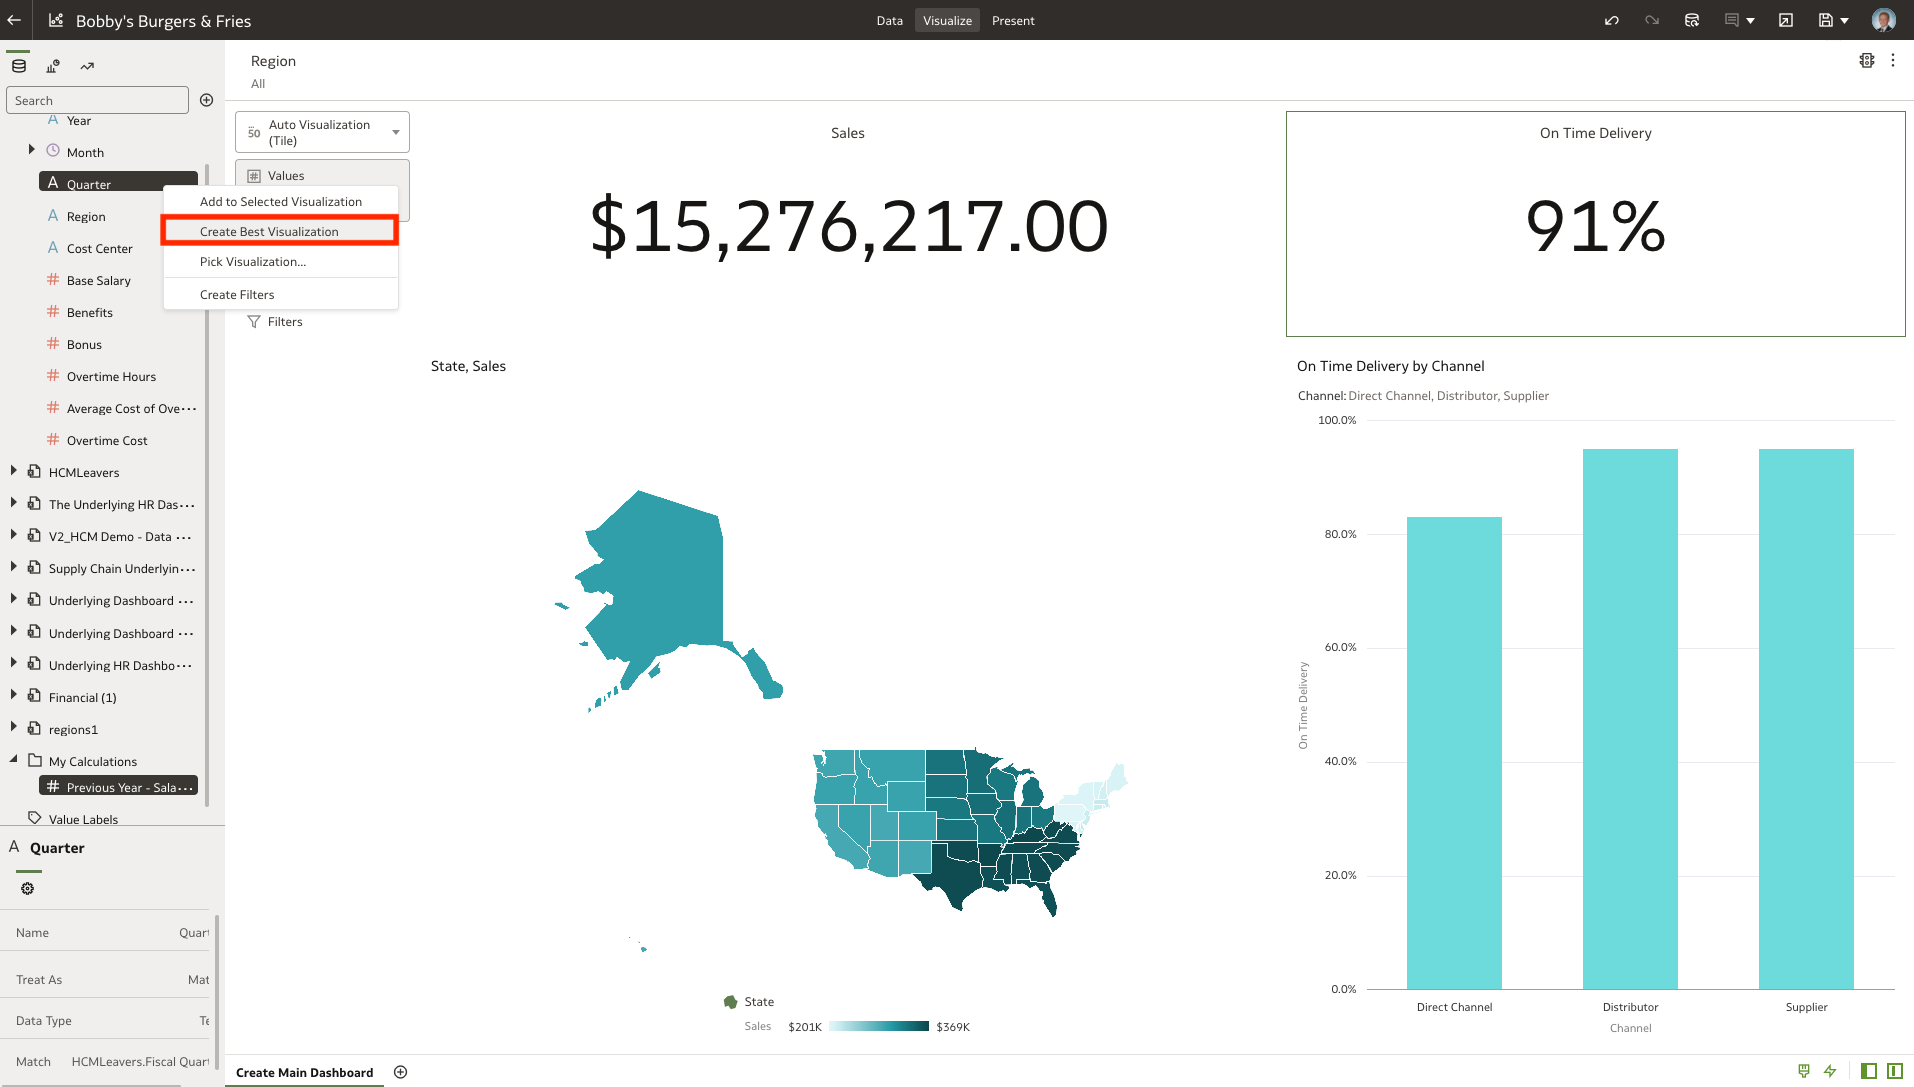 Bobby's Burgers & Fries
Data
Visualize
Present
Search
Year
Month
Quarter
Region
Cost Center
Base Salary
Benefits
Bonus
Overtime Hours
Average Cost of Ove...
Overtime Cost
HCMLeavers
The Underlying HR Das...
V2_HCM Demo - Data ...
Supply Chain Underlyin...
Underlying Dashboard ...
Underlying Dashboard ...
Underlying HR Dashbo...
Financial (1)
regions1
My Calculations
Previous Year - Sala...
Value Labels
Quarter
Name Quart
Treat As Mat
Data Type Te
Match HCMLeavers.Fiscal Quart
Region
All
Auto Visualization
(Tile)
Values
Add to Selected Visualization
Create Best Visualization
Pick Visualization...
Create Filters
Filters
Sales
$15,276,217.00
On Time Delivery
91%
State, Sales
State
Sales $201K $369K
On Time Delivery by Channel
Channel: Direct Channel, Distributor, Supplier
100.0%
80.0%
60.0%
40.0%
20.0%
0.0%
On Time Delivery
Direct Channel Distributor Supplier
Channel
Create Main Dashboard